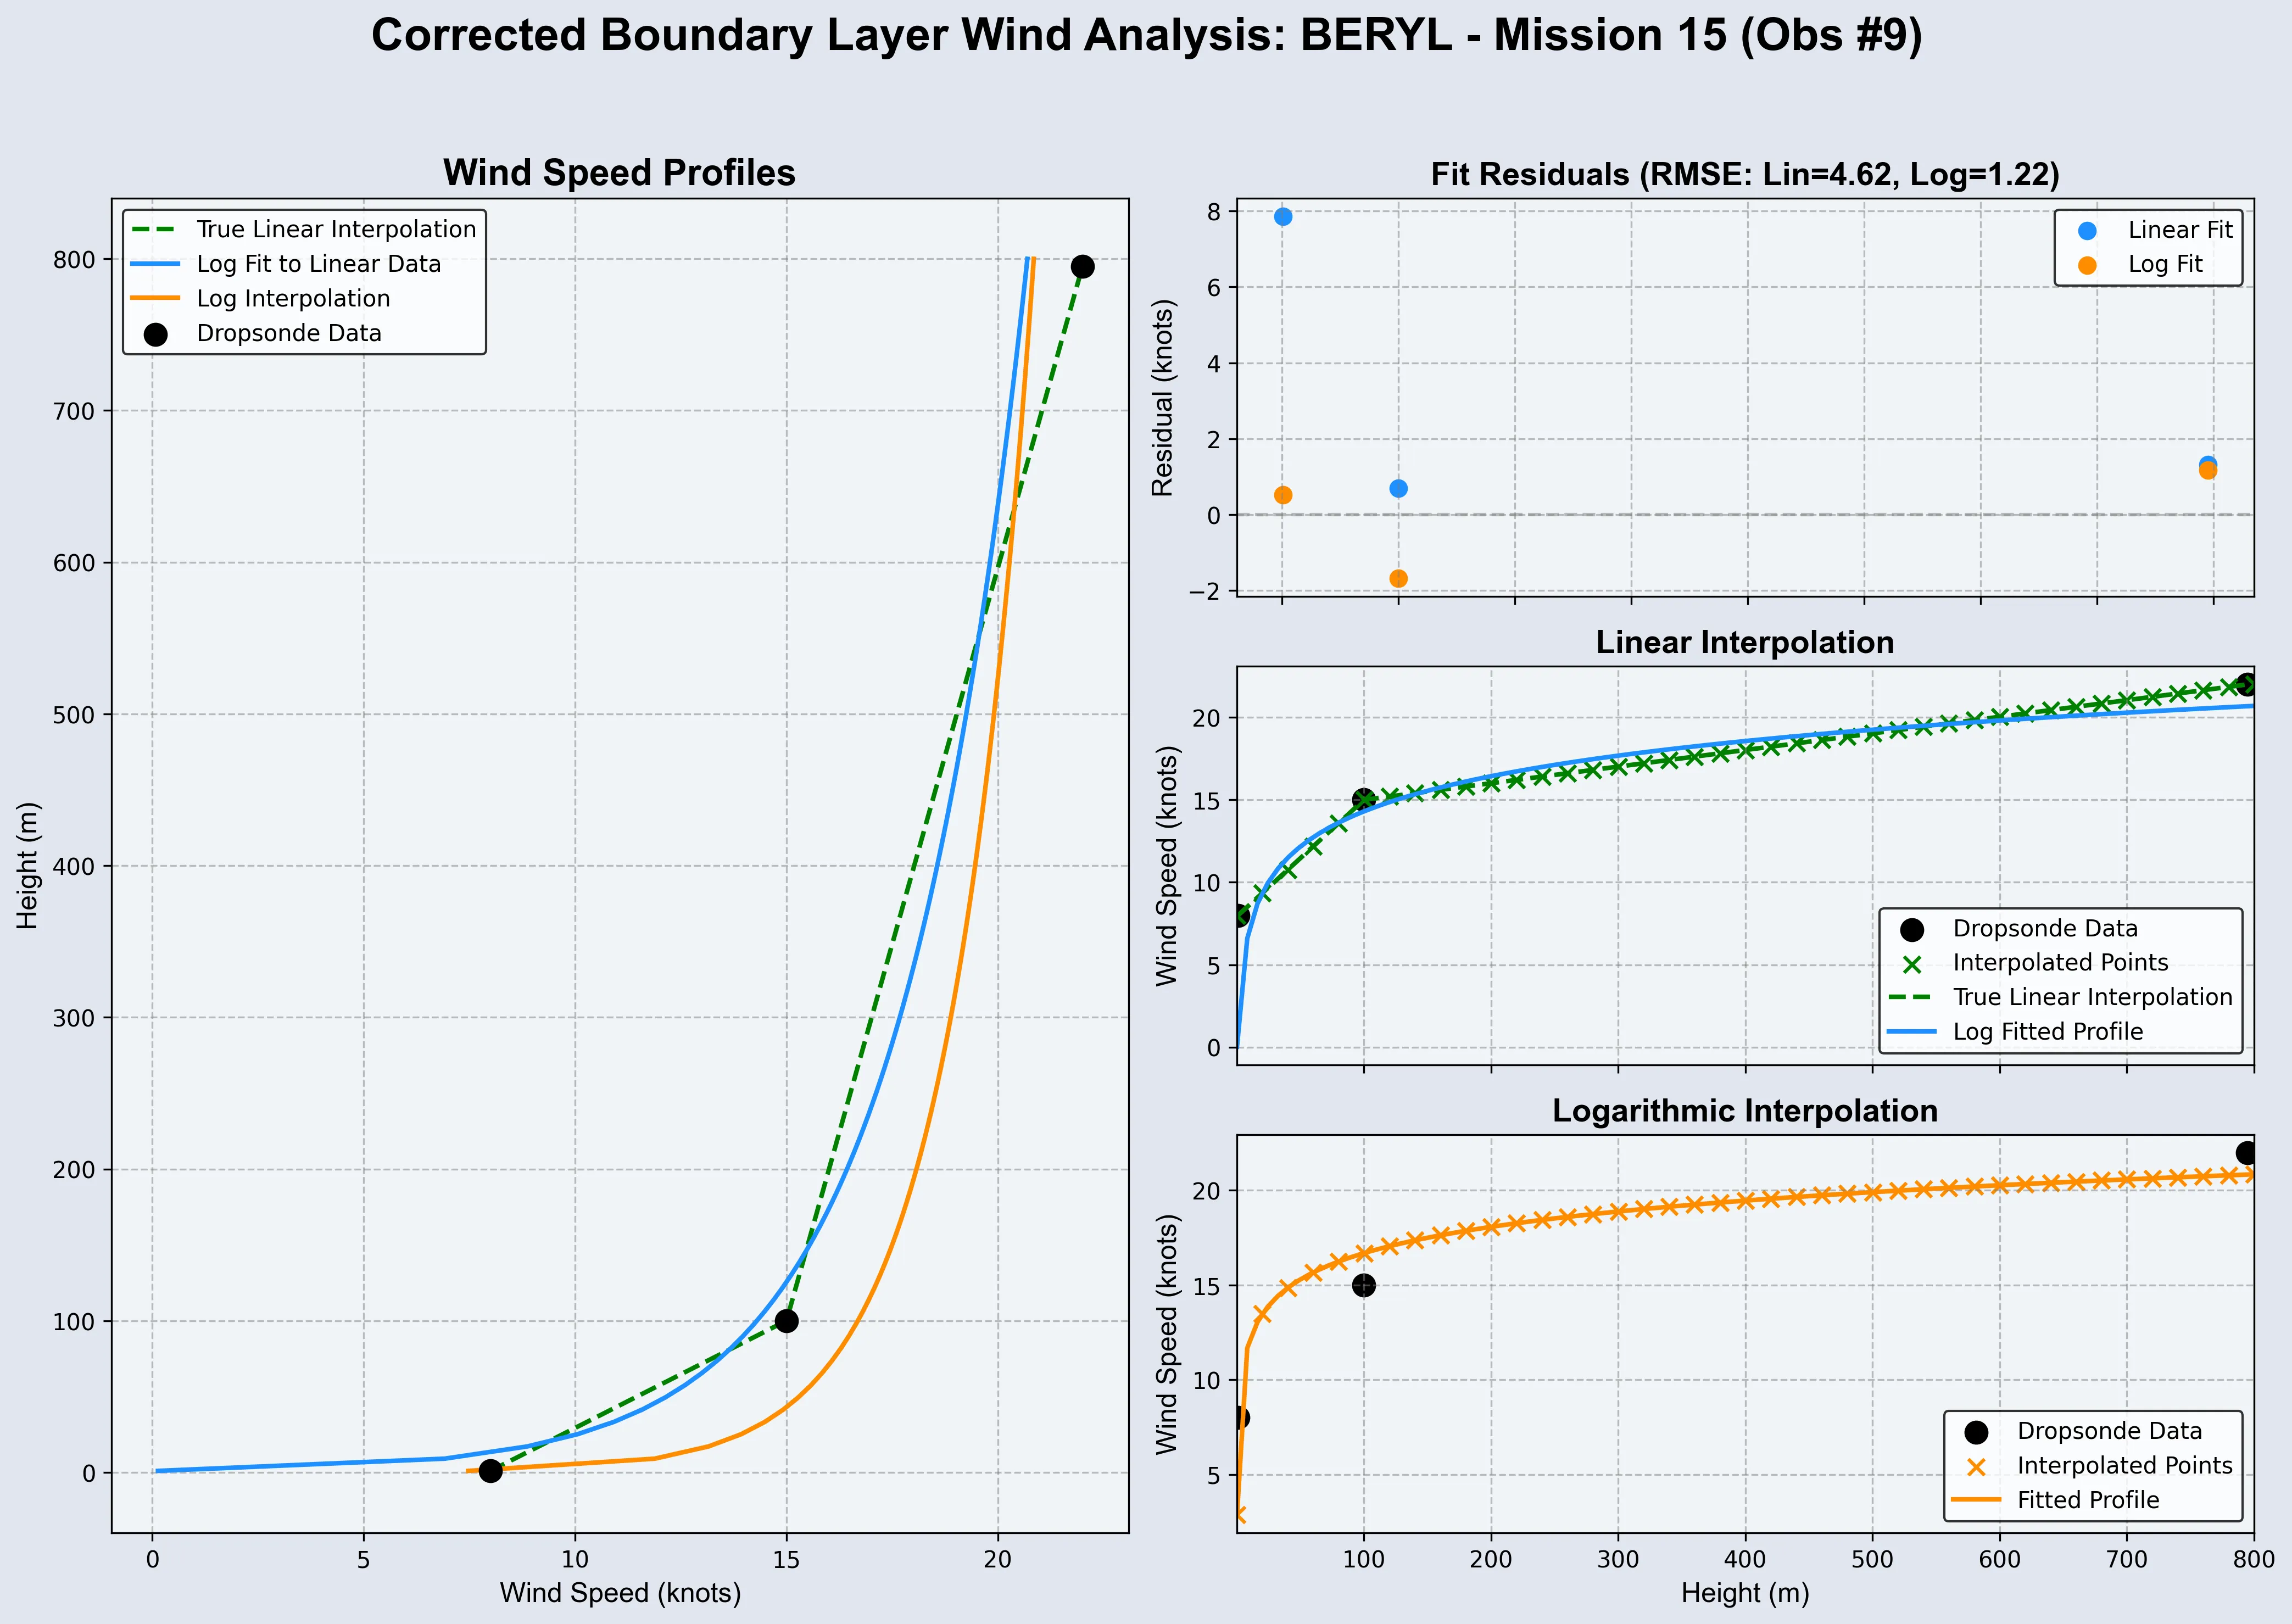 Corrected Boundary Layer Wind Analysis: BERYL - Mission 15 (Obs #9)
Wind Speed Profiles
True Linear Interpolation
Log Fit to Linear Data
Log Interpolation
Dropsonde Data
800
700
600
500
400
300
200
100
0
Height (m)
0 5 10 15 20
Wind Speed (knots)
Fit Residuals (RMSE: Lin=4.62, Log=1.22)
Linear Fit
Log Fit
8
6
4
2
0
−2
Residual (knots)
Linear Interpolation
20
15
10
5
0
Wind Speed (knots)
Dropsonde Data
Interpolated Points
True Linear Interpolation
Log Fitted Profile
Logarithmic Interpolation
20
15
10
5
Wind Speed (knots)
Dropsonde Data
Interpolated Points
Fitted Profile
100 200 300 400 500 600 700 800
Height (m)